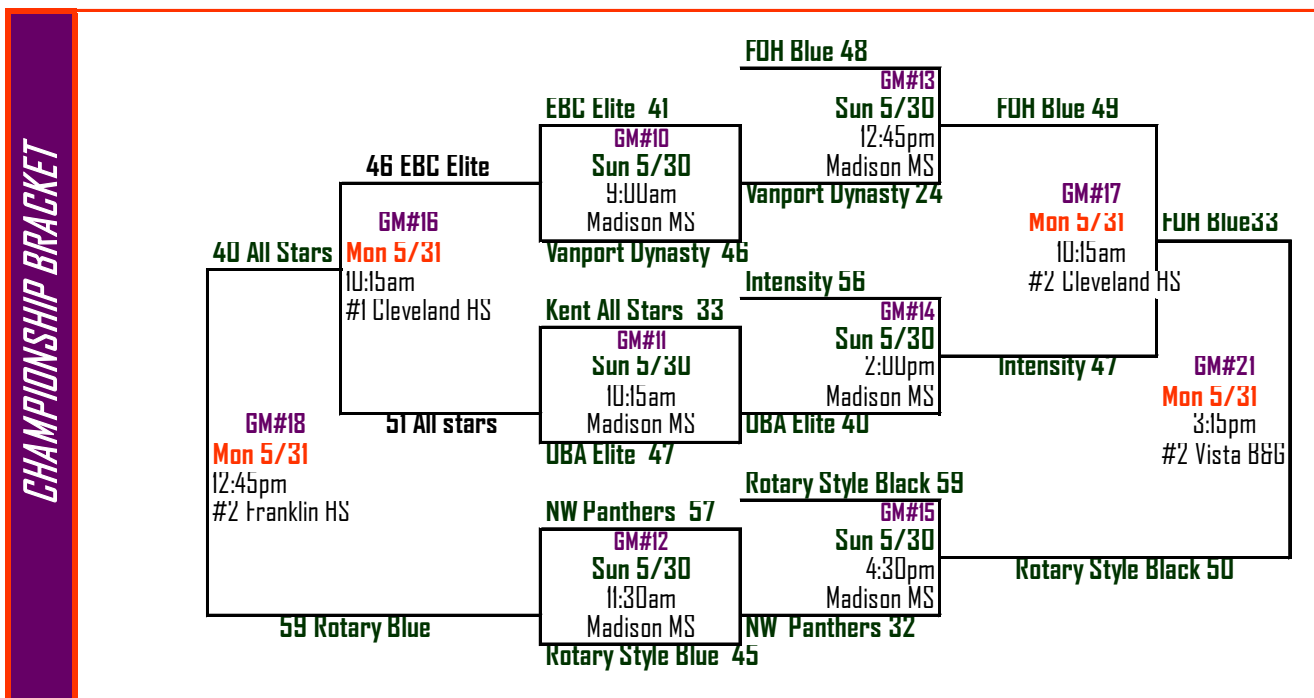 CHAMPIONSHIP BRACKET
FOH Blue 48
GM#13
Sun 5/30
12:45pm
Madison MS
Vanport Dynasty 24
EBC Elite 41
GM#10
Sun 5/30
9:00am
Madison MS
Vanport Dynasty 46
FOH Blue 49
46 EBC Elite
GM#16
Mon 5/31
10:15am
#1 Cleveland HS
51 All stars
40 All Stars
GM#17
Mon 5/31
10:15am
#2 Cleveland HS
Intensity 47
FOH Blue33
Intensity 56
GM#14
Sun 5/30
2:00pm
Madison MS
UBA Elite 40
Kent All Stars 33
GM#11
Sun 5/30
10:15am
Madison MS
UBA Elite 47
GM#18
Mon 5/31
12:45pm
#2 Franklin HS
59 Rotary Blue
GM#21
Mon 5/31
3:15pm
#2 Vista B&G
Rotary Style Black 59
GM#15
Sun 5/30
4:30pm
Madison MS
NW Panthers 32
NW Panthers 57
GM#12
Sun 5/30
11:30am
Madison MS
Rotary Style Blue 45
Rotary Style Black 50